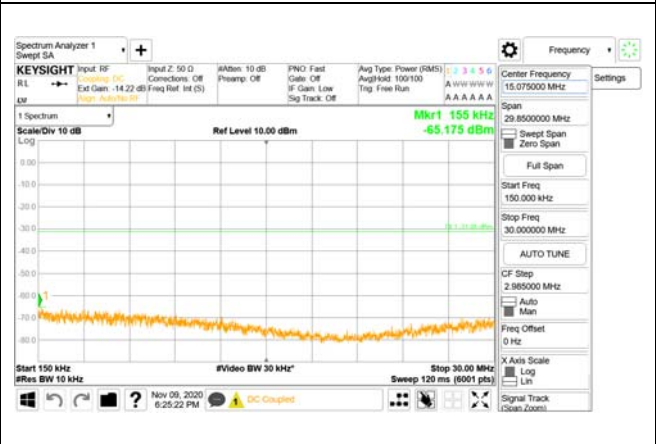 Spectrum Analyzer 1
Swept SA
Frequency
KEYSIGHT
RL
Input: RF
Coupling: DC
Ext Gain: -14.22 dB
Align: Auto/No RF
Input Z: 50 Ω
Corrections: Off
Freq Ref: Int (S)
#Atten: 10 dB
Preamp: Off
PNO: Fast
Gate: Off
IF Gain: Low
Sig Track: Off
Avg Type: Power (RMS)
Avg|Hold: 100/100
Trig: Free Run
1 2 3 4 5 6
A W W W W W
A A A A A A
1 Spectrum
Scale/Div 10 dB
Log
Ref Level 10.00 dBm
Mkr1 155 kHz
-65.175 dBm
0.00
-10.0
-20.0
-30.0
-40.0
-50.0
-60.0
-70.0
-80.0
1
Start 150 kHz
#Res BW 10 kHz
#Video BW 30 kHz*
Stop 30.00 MHz
Sweep 120 ms (6001 pts)
Nov 09, 2020
6:25:22 PM
DC Coupled
Center Frequency
15.075000 MHz
Settings
Span
29.8500000 MHz
Swept Span
Zero Span
Full Span
Start Freq
150.000 kHz
Stop Freq
30.000000 MHz
AUTO TUNE
CF Step
2.985000 MHz
Auto
Man
Freq Offset
0 Hz
X Axis Scale
Log
Lin
Signal Track
(Span Zoom)